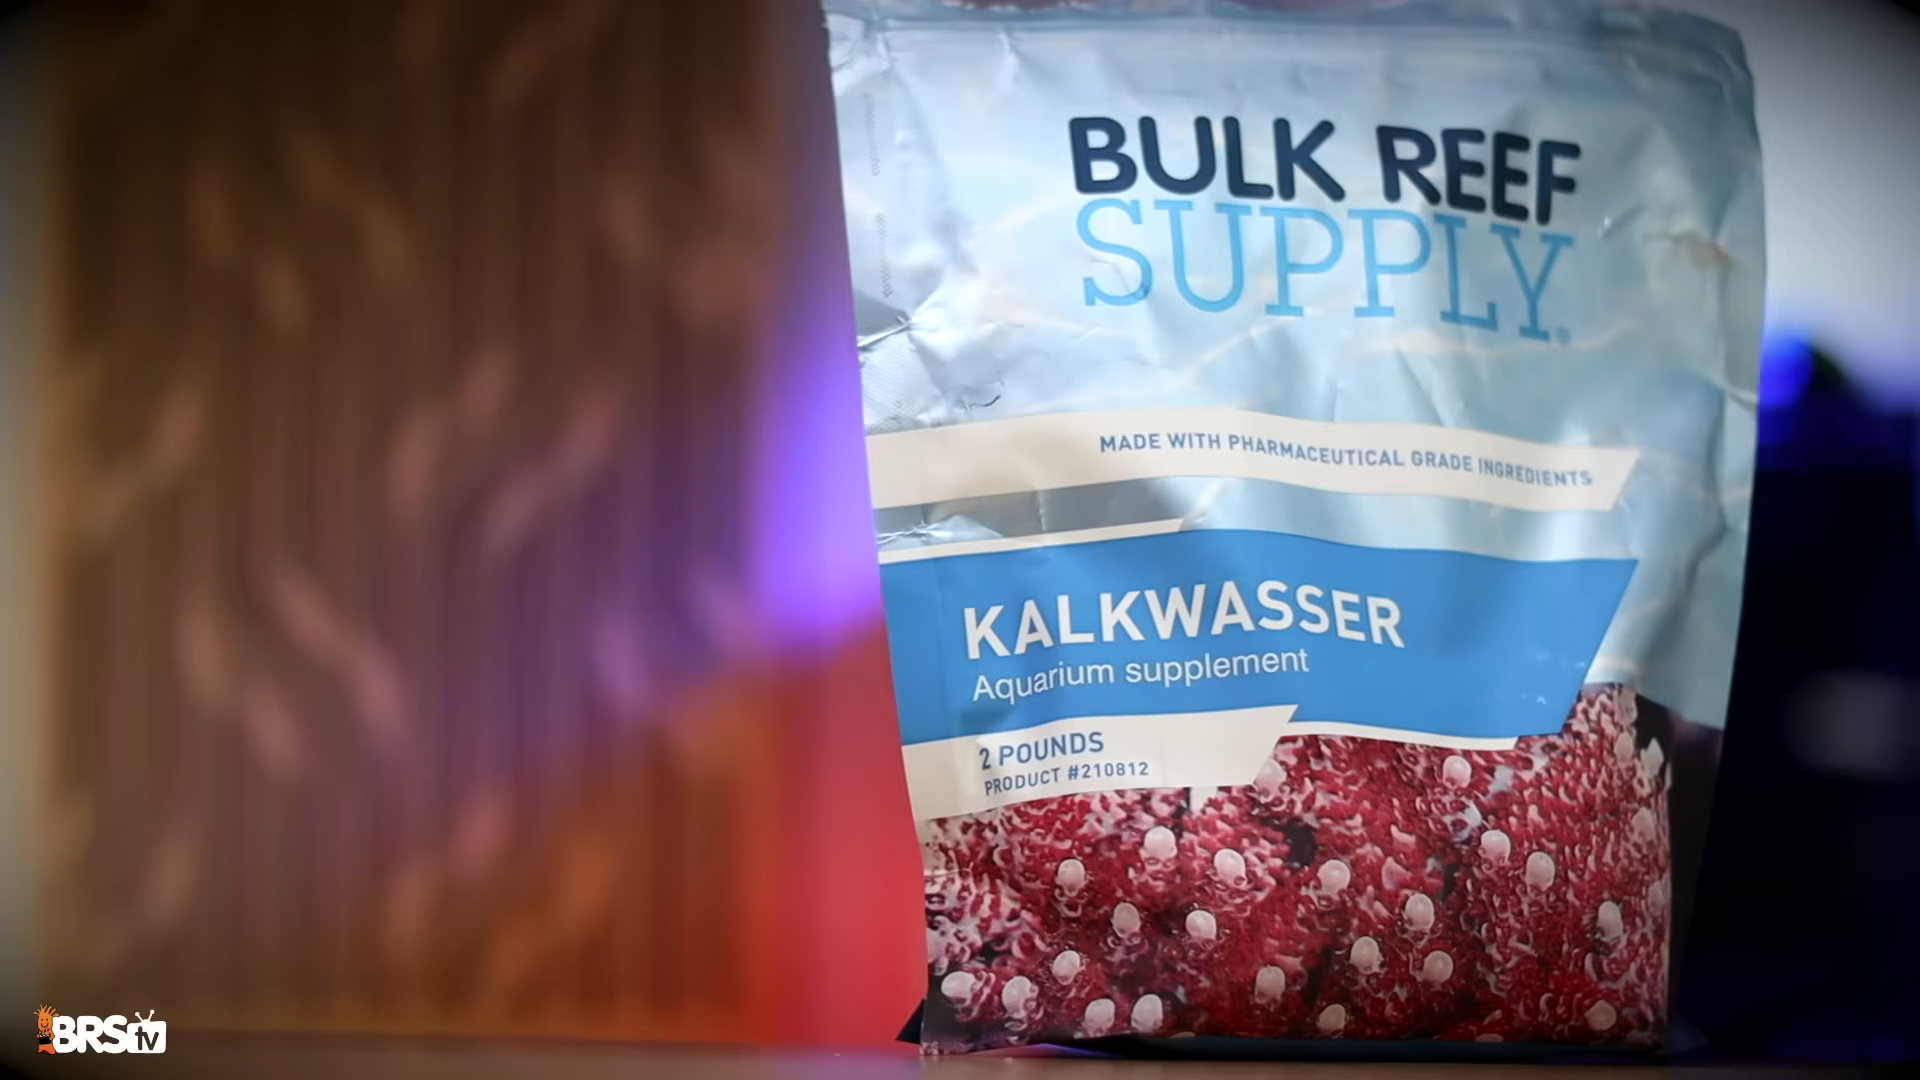 BULK REEF
SUPPLY®
MADE WITH PHARMACEUTICAL GRADE INGREDIENTS
KALKWASSER
Aquarium supplement
2 POUNDS
PRODUCT #210812
BRStv